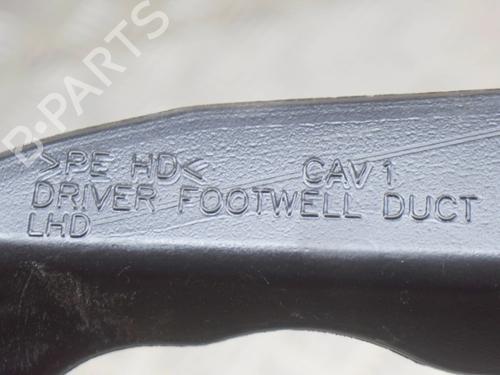 B-PARTS
>PE HD< CAV 1
DRIVER FOOTWELL DUCT
LHD